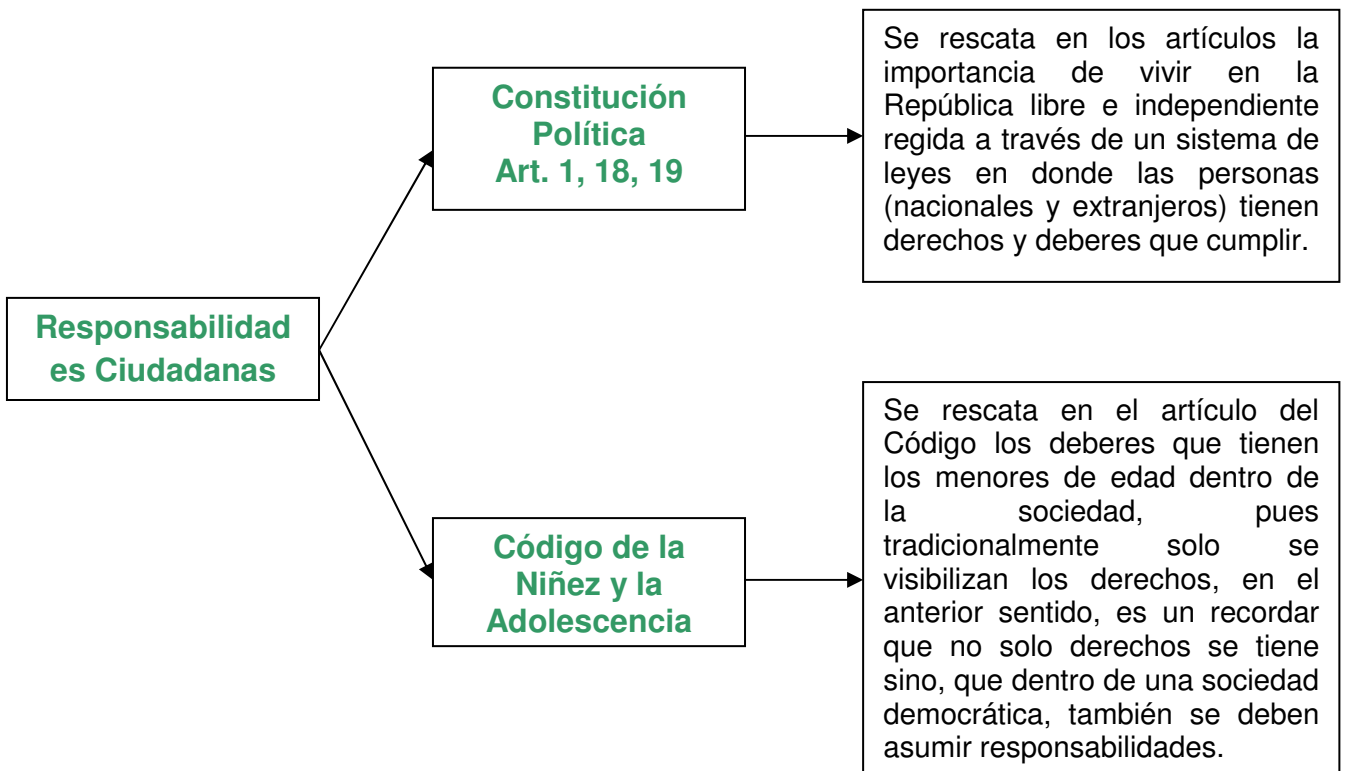 Responsabilidad
es Ciudadanas
Constitución
Política
Art. 1, 18, 19
Se rescata en los artículos la
importancia de vivir en la
República libre e independiente
regida a través de un sistema de
leyes en donde las personas
(nacionales y extranjeros) tienen
derechos y deberes que cumplir.
Código de la
Niñez y la
Adolescencia
Se rescata en el artículo del
Código los deberes que tienen
los menores de edad dentro de
la sociedad, pues
tradicionalmente solo se
visibilizan los derechos, en el
anterior sentido, es un recordar
que no solo derechos se tiene
sino, que dentro de una sociedad
democrática, también se deben
asumir responsabilidades.